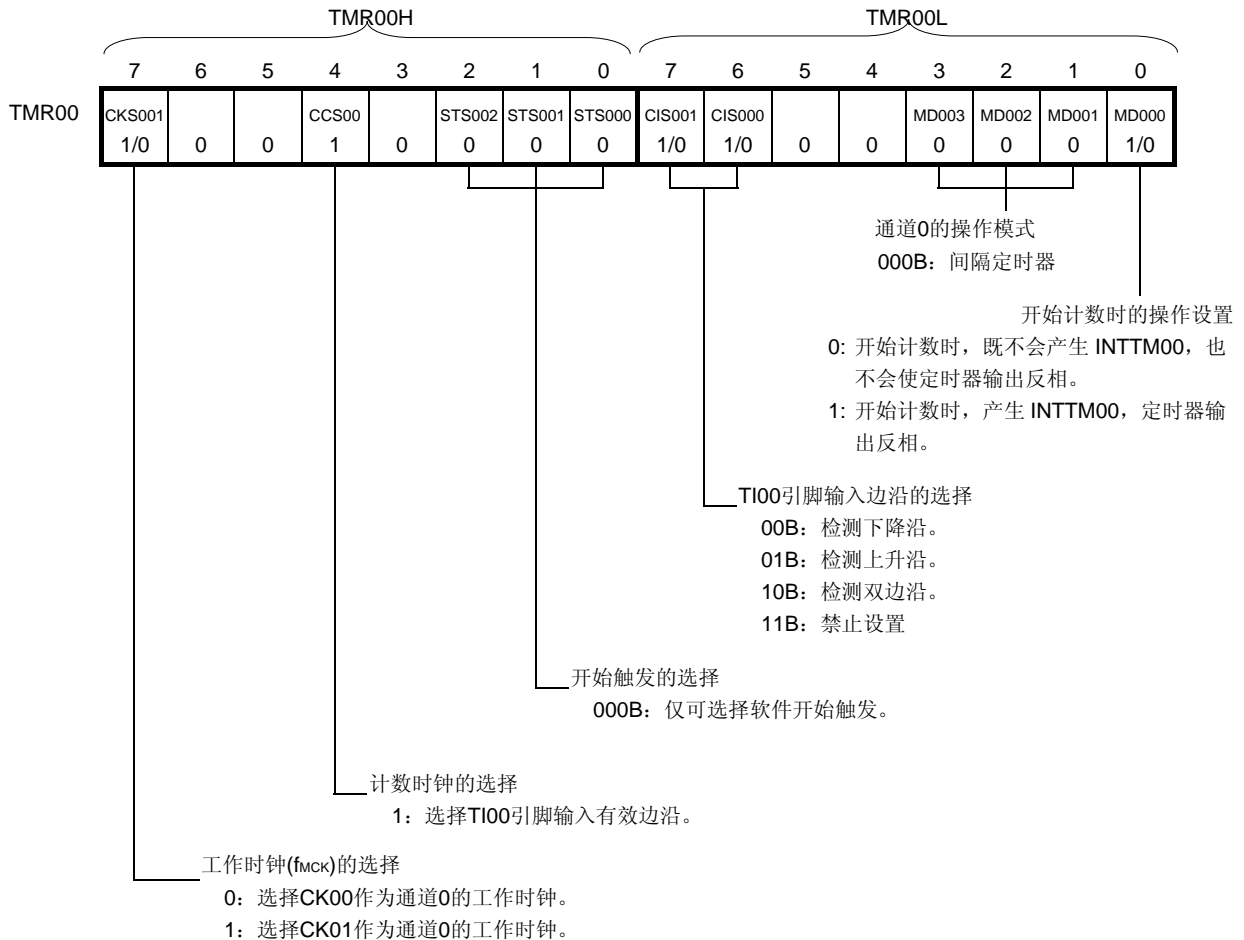 TMR00H TMR00L
7 6 5 4 3 2 1 0 7 6 5 4 3 2 1 0
TMR00 CKS001 CCS00 STS002 STS001 STS000 CIS001 CIS000 MD003 MD002 MD001 MD000
1/0 0 0 1 0 0 0 0 1/0 1/0 0 0 0 0 0 1/0
通道0的操作模式
000B：间隔定时器
开始计数时的操作设置
0: 开始计数时，既不会产生 INTTM00，也
不会使定时器输出反相。
1: 开始计数时，产生 INTTM00，定时器输
出反相。
TI00引脚输入边沿的选择
00B：检测下降沿。
01B：检测上升沿。
10B：检测双边沿。
11B：禁止设置
开始触发的选择
000B：仅可选择软件开始触发。
计数时钟的选择
1：选择TI00引脚输入有效边沿。
工作时钟(fMCK)的选择
0：选择CK00作为通道0的工作时钟。
1：选择CK01作为通道0的工作时钟。